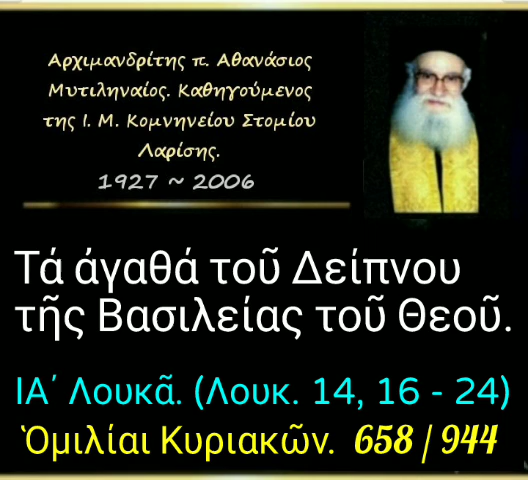 Αρχιμανδρίτης π. Αθανάσιος
Μυτιληναίος. Καθηγούμενος
της Ι. Μ. Κομνηνείου Στομίου
Λαρίσης.
1927 ~ 2006
Τά ἀγαθά τοῦ Δείπνου
τῆς Βασιλείας τοῦ Θεοῦ.
ΙΑ΄ Λουκᾶ. (Λουκ. 14, 16 - 24)
Ὁμιλίαι Κυριακῶν. 658 / 944